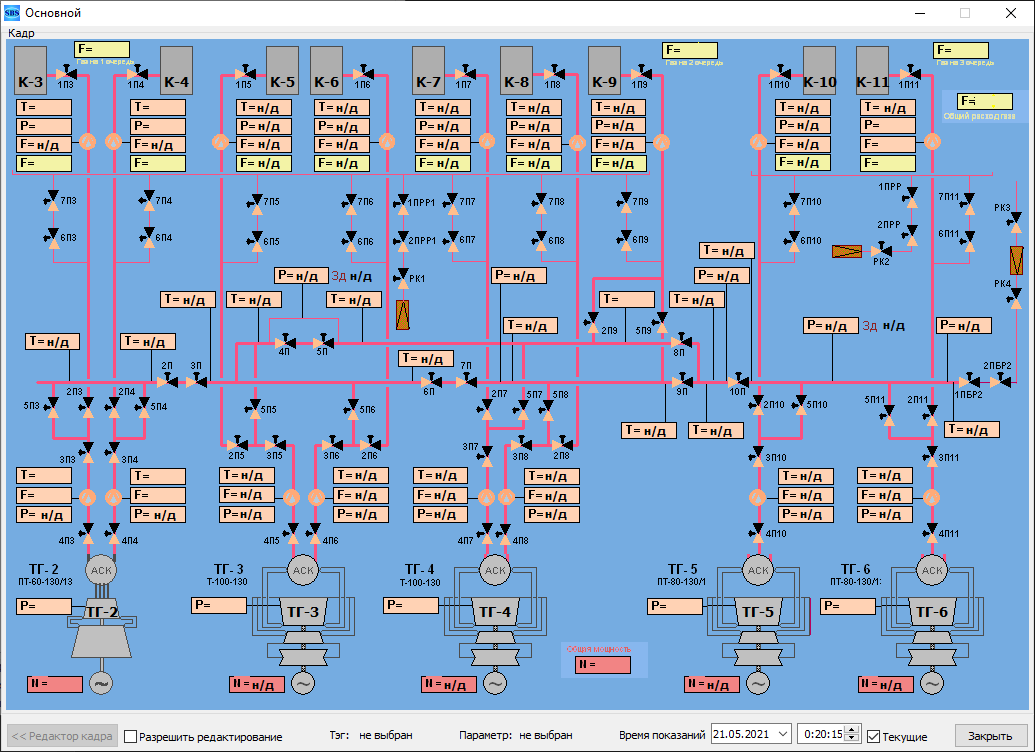 SBS Основной
Кадр
F=
Газ на 1 очередь
F=
Газ на 2 очередь
F=
Газ на 3 очередь
К-3 1П3 1П4 К-4 1П5 К-5 К-6 1П6 К-7 1П7 К-8 1П8 К-9 1П9 1П10 К-10 К-11 1П11
F=
Общий расход газа
T= T= T= н/д T= н/д T= н/д T= н/д T= н/д T= н/д T=
P= P= P= н/д P= н/д P= н/д P= н/д P= н/д P= н/д P=
F= н/д F= F= н/д F= н/д F= н/д F= н/д F= н/д F= н/д F=
F= F= F= н/д F= н/д F= н/д F= н/д F= н/д F= н/д F=
7П3 7П4 7П5 7П6 1ПРР1 7П7 7П8 7П9 7П10 1ПРР 7П11 РК3
6П3 6П4 6П5 6П6 2ПРР1 6П7 6П8 6П9 6П10 2ПРР 6П11
T= н/д
РК2
P= н/д Зд н/д РК1 P= н/д P= н/д РК4
T= н/д T= н/д T= н/д T= T= н/д
T= н/д 2П9 5П9 P= н/д Зд н/д P= н/д
T= н/д T= н/д 4П 5П 8П
T= н/д
2П 3П 6П 7П 9П 10П 1ПБР2 2ПБР2
5П3 2П3 2П4 5П4 5П5 5П6 2П7 5П7 5П8 2П10 5П10 5П11 2П11
T= н/д T= н/д T= н/д
3П3 3П4 2П5 3П5 3П6 2П6 3П7 3П8 2П8 3П10 3П11
T= T= T= н/д T= н/д T= н/д T= н/д T= н/д T= н/д
F= F= F= н/д F= н/д F= н/д F= н/д F= н/д F= н/д
P= н/д P= н/д P= н/д P= н/д P= н/д P= н/д P= н/д P= н/д
4П3 4П4 4П5 4П6 4П7 4П8 4П10 4П11
ТГ- 2 АСК ТГ- 3 АСК ТГ- 4 АСК ТГ- 5 АСК ТГ- 6 АСК
ПТ-60-130/13 Т-100-130 Т-100-130 ПТ-80-130/1 ПТ-80-130/1
P= ТГ-2 P= ТГ-3 P= ТГ-4 P= ТГ-5 P= ТГ-6
Общая мощность
N =
N = N = н/д N = н/д N = н/д N = н/д
<< Редактор кадра Разрешить редактирование Тэг: не выбран Параметр: не выбран Время показаний 21.05.2021 0:20:15 Текущие Закрыть